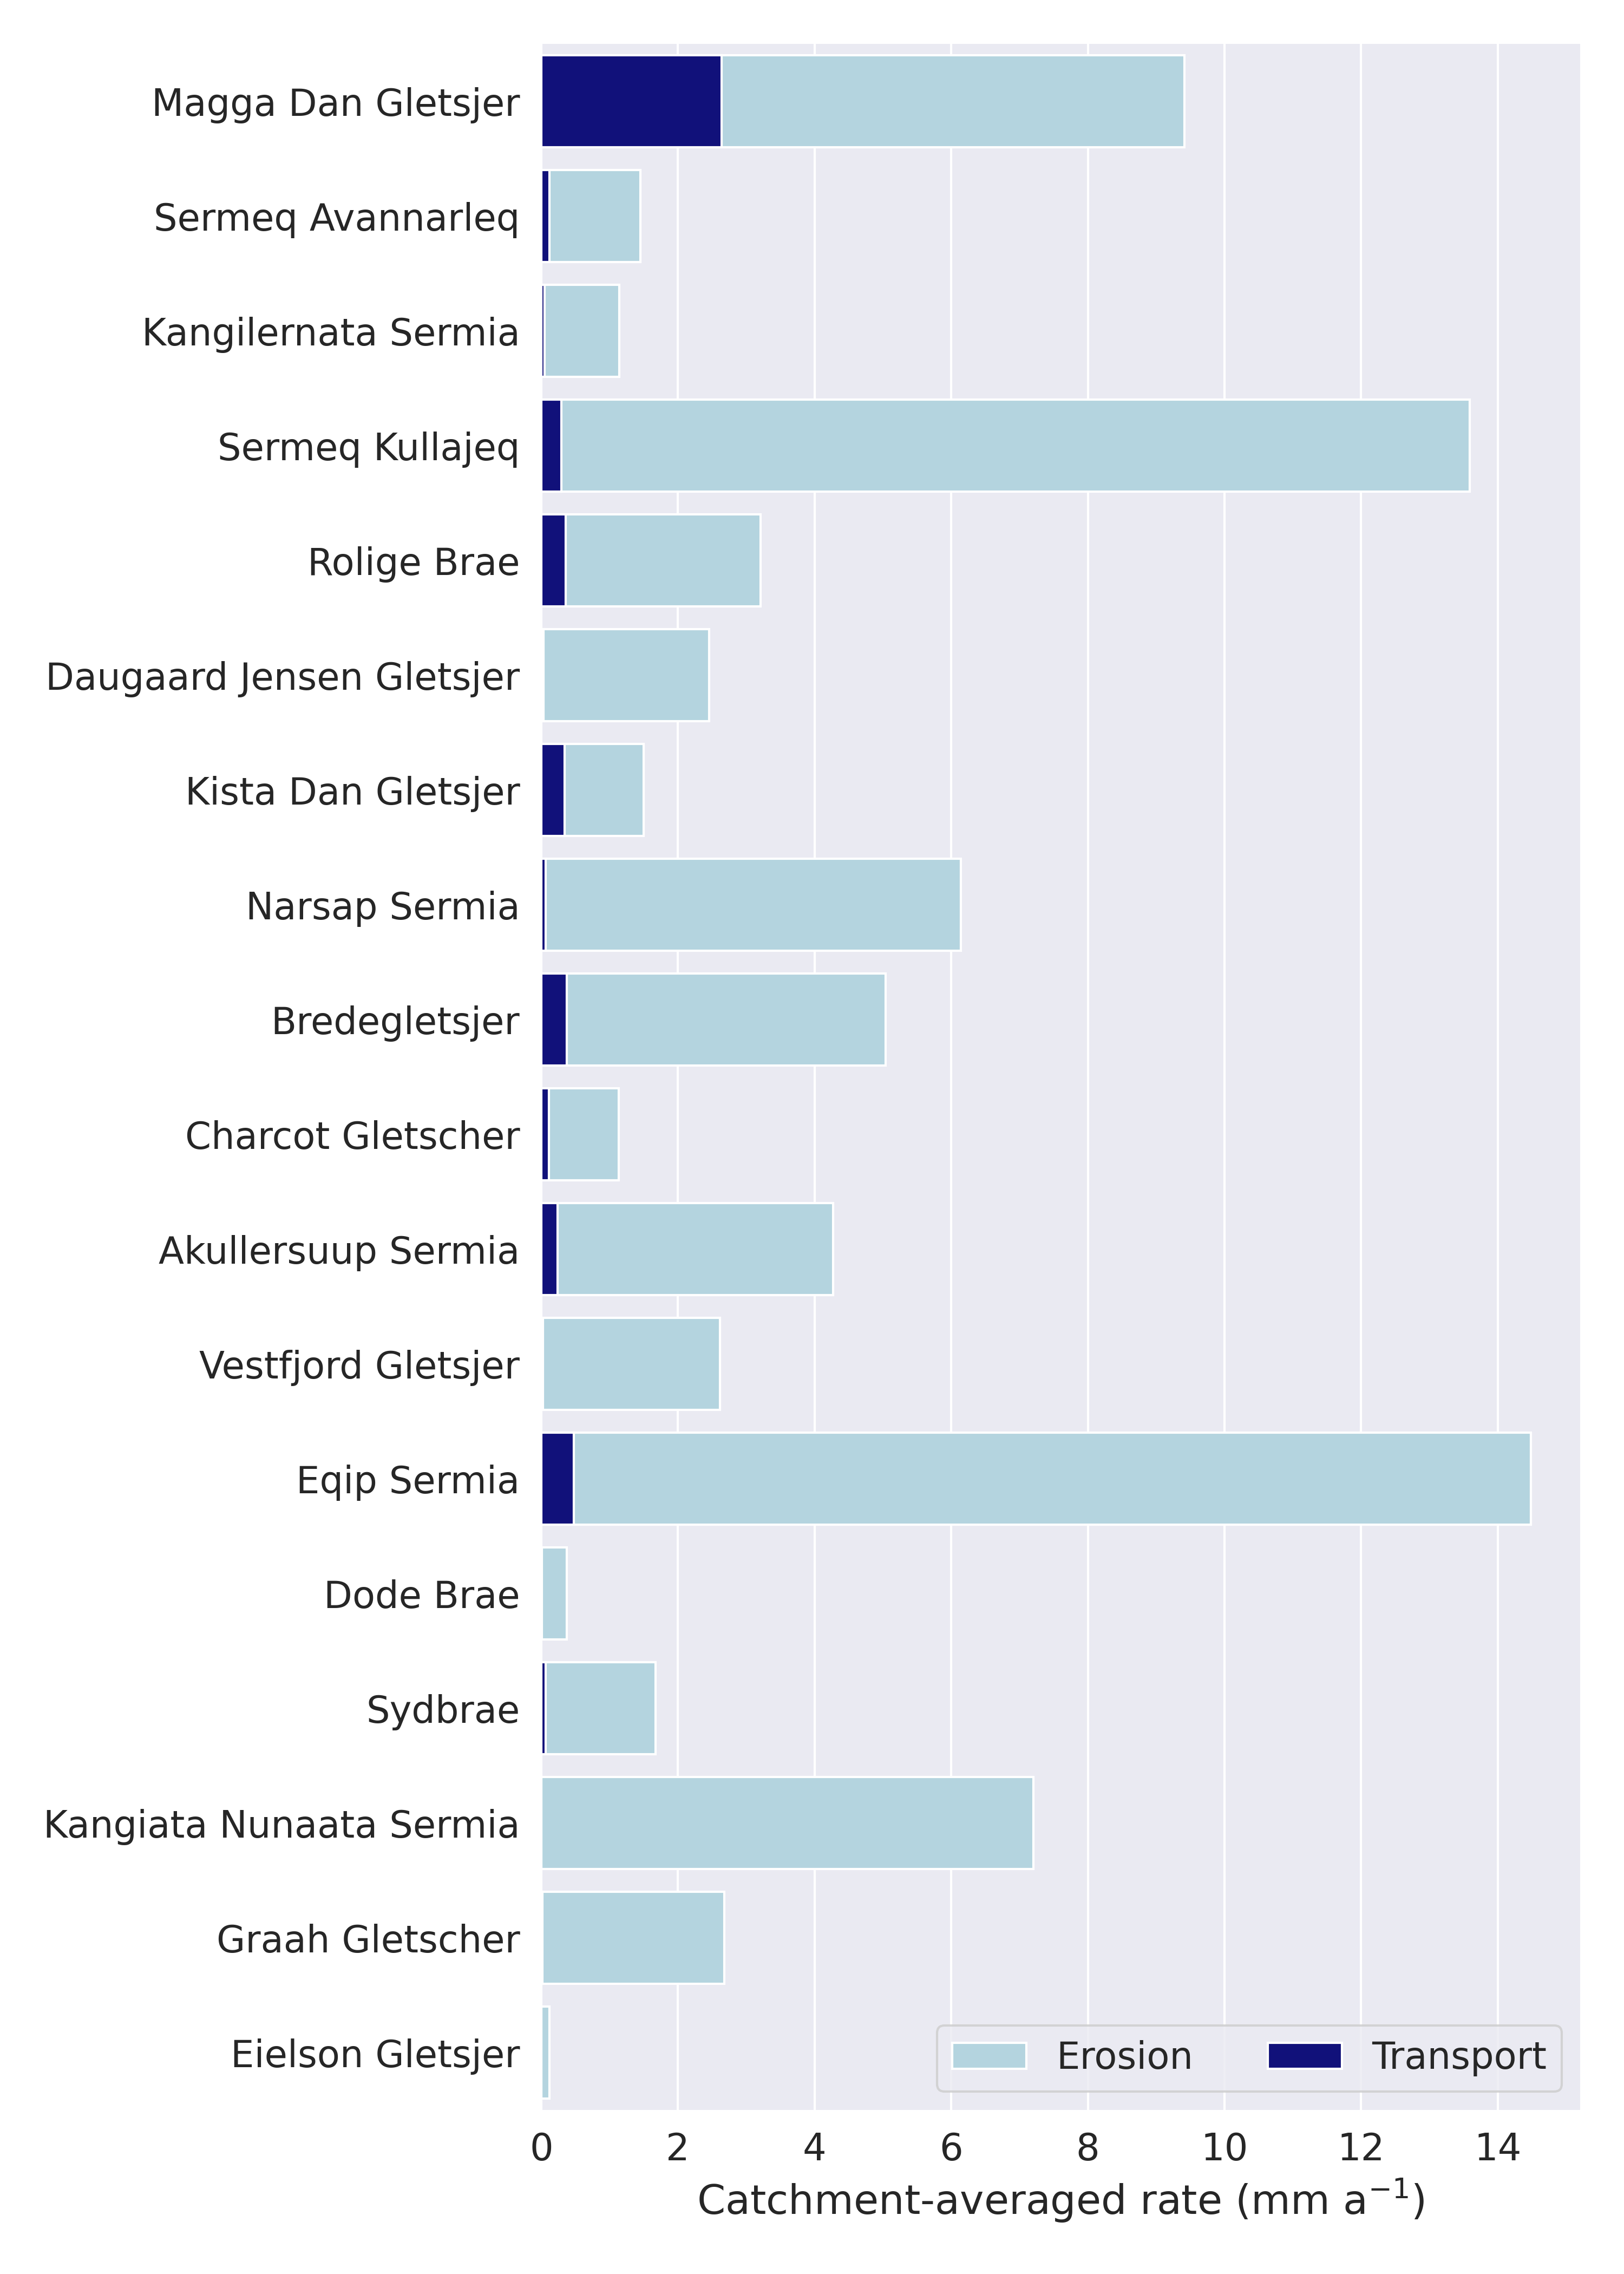 Magga Dan Gletsjer
Sermeq Avannarleq
Kangilernata Sermia
Sermeq Kullajeq
Rolige Brae
Daugaard Jensen Gletsjer
Kista Dan Gletsjer
Narsap Sermia
Bredegletsjer
Charcot Gletscher
Akullersuup Sermia
Vestfjord Gletsjer
Eqip Sermia
Dode Brae
Sydbrae
Kangiata Nunaata Sermia
Graah Gletscher
Eielson Gletsjer
Erosion Transport
0 2 4 6 8 10 12 14
Catchment-averaged rate (mm a⁻¹)